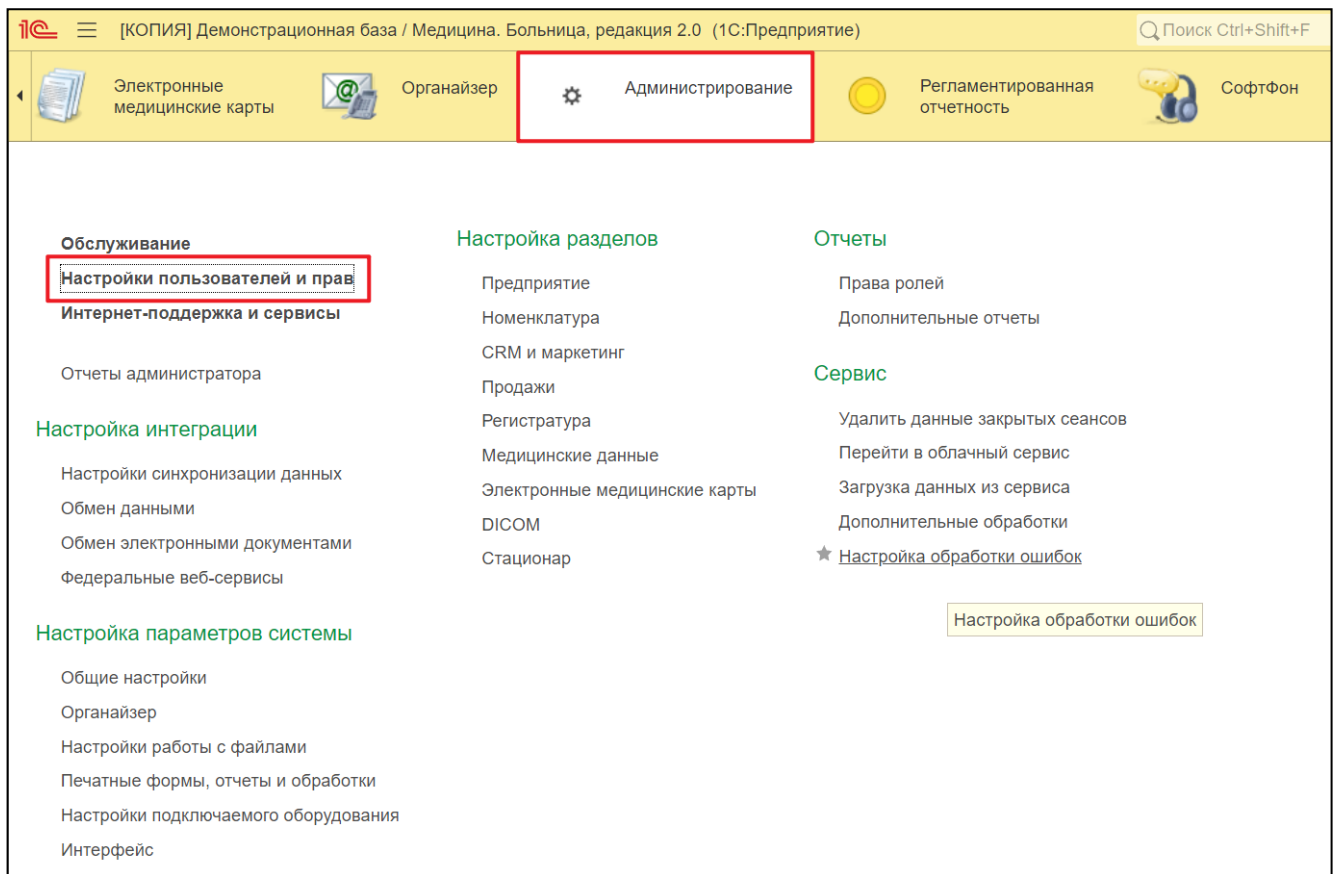 1С [КОПИЯ] Демонстрационная база / Медицина. Больница, редакция 2.0 (1С:Предприятие) Поиск Ctrl+Shift+F
Электронные
медицинские карты
Органайзер
Администрирование
Регламентированная
отчетность
СофтФон
Обслуживание
Настройки пользователей и прав
Интернет-поддержка и сервисы
Отчеты администратора
Настройка интеграции
Настройки синхронизации данных
Обмен данными
Обмен электронными документами
Федеральные веб-сервисы
Настройка параметров системы
Общие настройки
Органайзер
Настройки работы с файлами
Печатные формы, отчеты и обработки
Настройки подключаемого оборудования
Интерфейс
Настройка разделов
Предприятие
Номенклатура
CRM и маркетинг
Продажи
Регистратура
Медицинские данные
Электронные медицинские карты
DICOM
Стационар
Отчеты
Права ролей
Дополнительные отчеты
Сервис
Удалить данные закрытых сеансов
Перейти в облачный сервис
Загрузка данных из сервиса
Дополнительные обработки
Настройка обработки ошибок
Настройка обработки ошибок